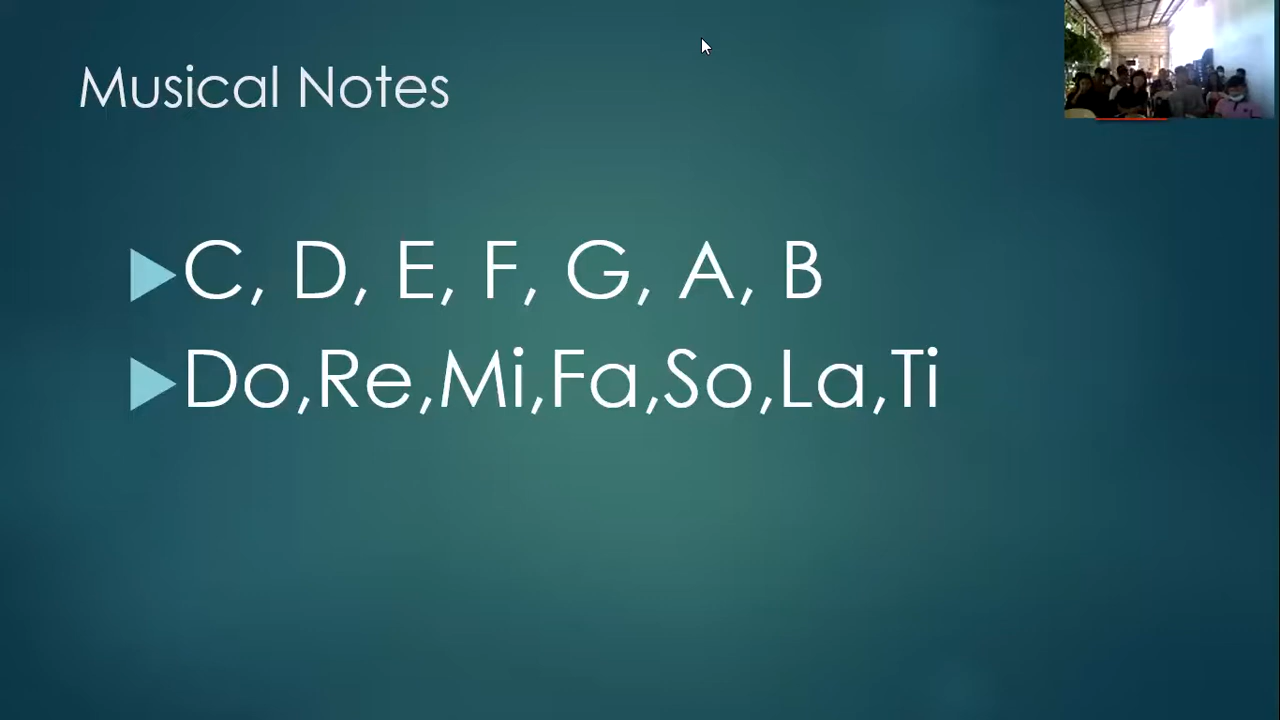 Musical Notes
C, D, E, F, G, A, B
Do,Re,Mi,Fa,So,La,Ti